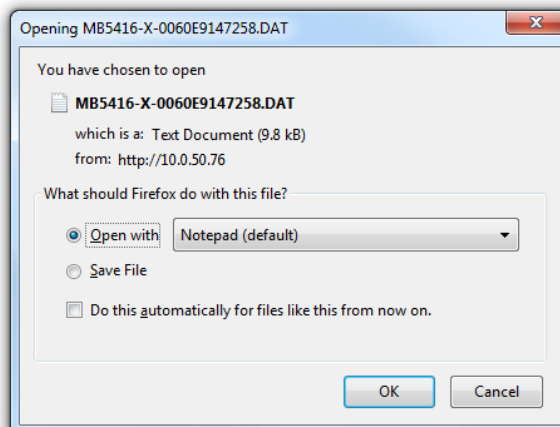 Opening MB5416-X-0060E9147258.DAT
You have chosen to open
MB5416-X-0060E9147258.DAT
which is a: Text Document (9.8 kB)
from: http://10.0.50.76
What should Firefox do with this file?
Open with Notepad (default)
Save File
Do this automatically for files like this from now on.
OK Cancel